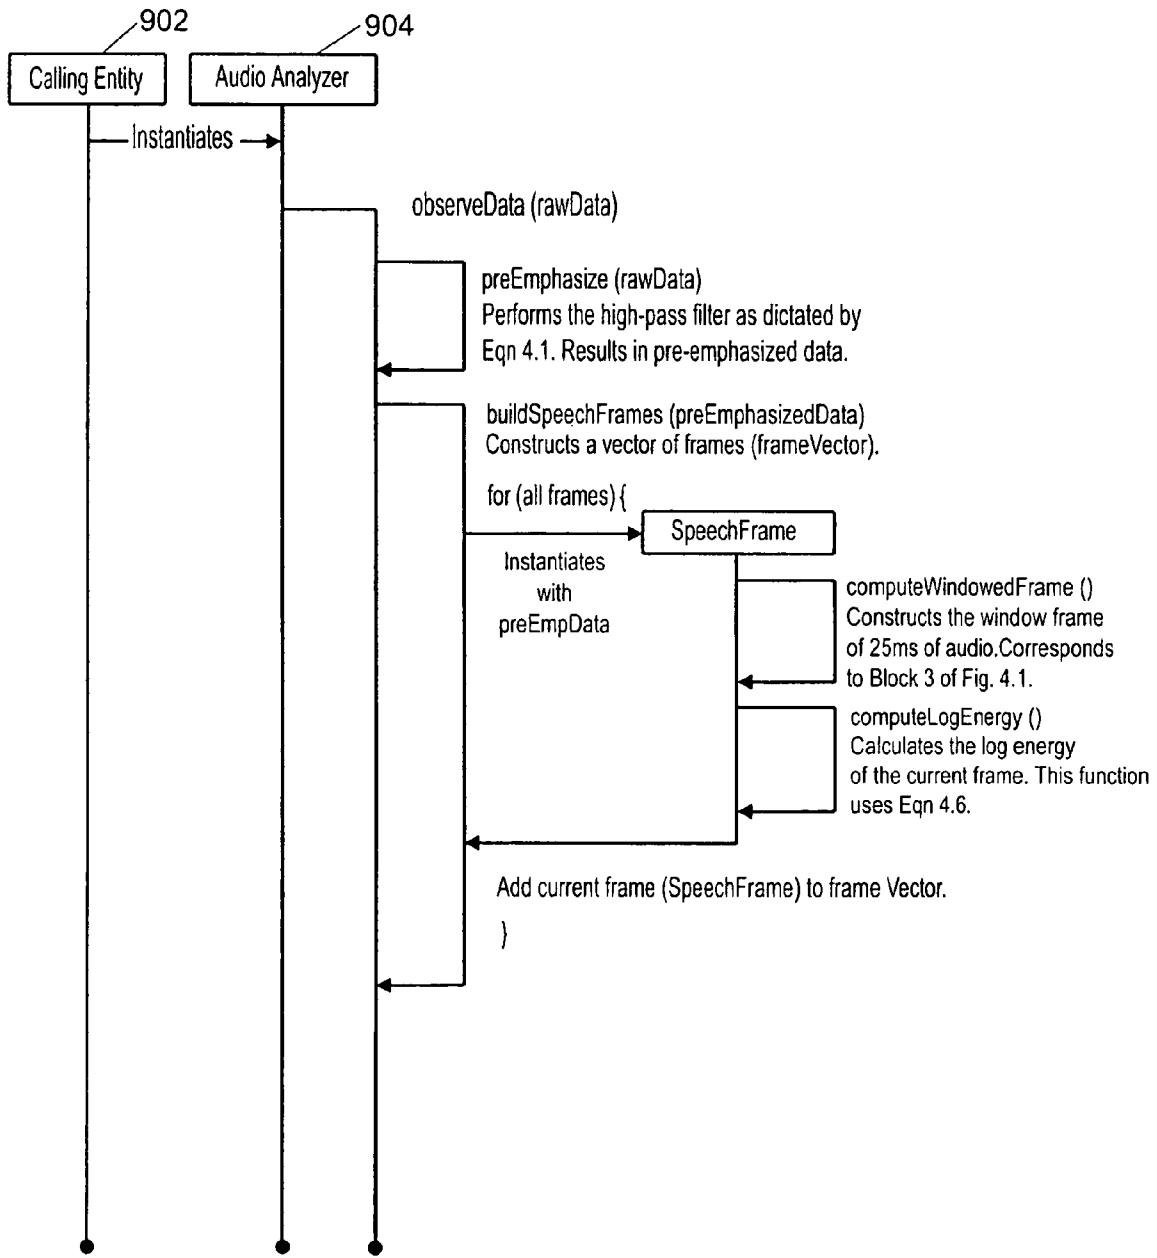 902
904
Calling Entity
Audio Analyzer
Instantiates
observeData (rawData)
preEmphasize (rawData)
Performs the high-pass filter as dictated by
Eqn 4.1. Results in pre-emphasized data.
buildSpeechFrames (preEmphasizedData)
Constructs a vector of frames (frameVector).
for (all frames) {
SpeechFrame
Instantiates
with
preEmpData
computeWindowedFrame ()
Constructs the window frame
of 25ms of audio.Corresponds
to Block 3 of Fig. 4.1.
computeLogEnergy ()
Calculates the log energy
of the current frame. This function
uses Eqn 4.6.
Add current frame (SpeechFrame) to frame Vector.
}